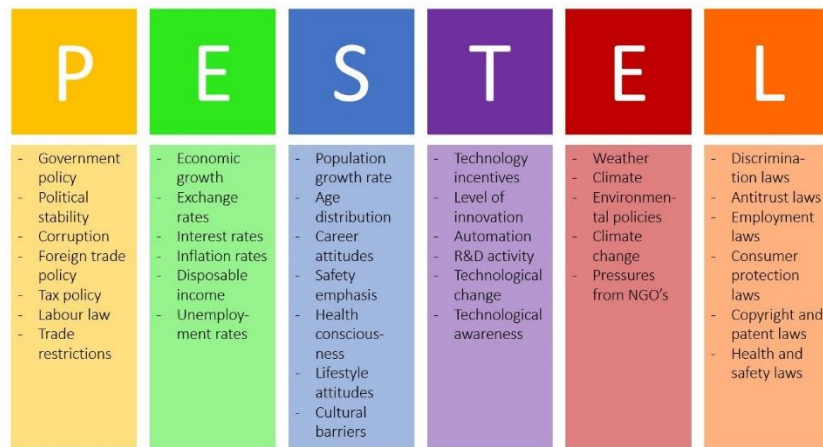 P
- Government
policy
- Political
stability
- Corruption
- Foreign trade
policy
- Tax policy
- Labour law
- Trade
restrictions
E
- Economic
growth
- Exchange
rates
- Interest rates
- Inflation rates
- Disposable
income
- Unemploy-
ment rates
S
- Population
growth rate
- Age
distribution
- Career
attitudes
- Safety
emphasis
- Health
conscious-
ness
- Lifestyle
attitudes
- Cultural
barriers
T
- Technology
incentives
- Level of
innovation
- Automation
- R&D activity
- Technological
change
- Technological
awareness
E
- Weather
- Climate
- Environmen-
tal policies
- Climate
change
- Pressures
from NGO's
L
- Discrimina-
tion laws
- Antitrust laws
- Employment
laws
- Consumer
protection
laws
- Copyright and
patent laws
- Health and
safety laws